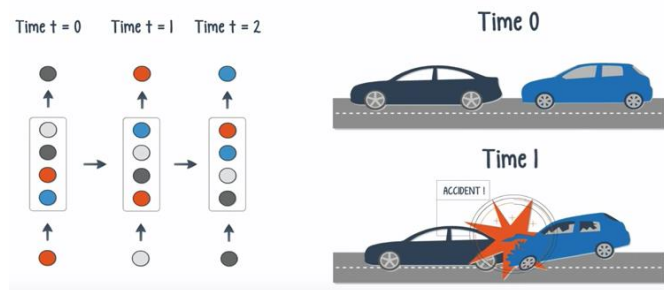 Time t = 0
Time t = 1
Time t = 2
Time 0
Time 1
ACCIDENT !